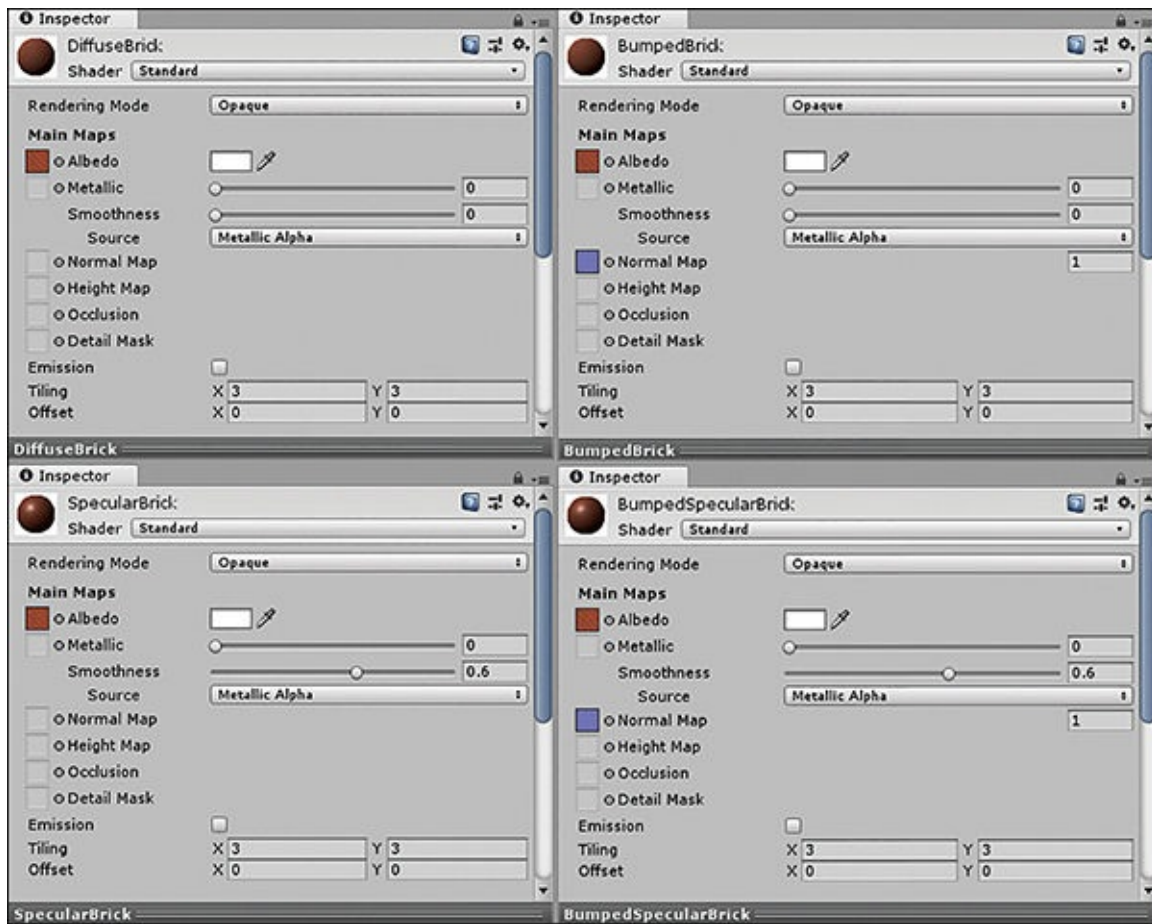 Inspector
DiffuseBrick
Shader Standard
Rendering Mode Opaque
Main Maps
Albedo
Metallic 0
Smoothness 0
Source Metallic Alpha
Normal Map
Height Map
Occlusion
Detail Mask
Emission
Tiling X 3 Y 3
Offset X 0 Y 0
DiffuseBrick
Inspector
BumpedBrick
Shader Standard
Rendering Mode Opaque
Main Maps
Albedo
Metallic 0
Smoothness 0
Source Metallic Alpha
Normal Map 1
Height Map
Occlusion
Detail Mask
Emission
Tiling X 3 Y 3
Offset X 0 Y 0
BumpedBrick
Inspector
SpecularBrick
Shader Standard
Rendering Mode Opaque
Main Maps
Albedo
Metallic 0
Smoothness 0.6
Source Metallic Alpha
Normal Map
Height Map
Occlusion
Detail Mask
Emission
Tiling X 3 Y 3
Offset X 0 Y 0
SpecularBrick
Inspector
BumpedSpecularBrick
Shader Standard
Rendering Mode Opaque
Main Maps
Albedo
Metallic 0
Smoothness 0.6
Source Metallic Alpha
Normal Map 1
Height Map
Occlusion
Detail Mask
Emission
Tiling X 3 Y 3
Offset X 0 Y 0
BumpedSpecularBrick